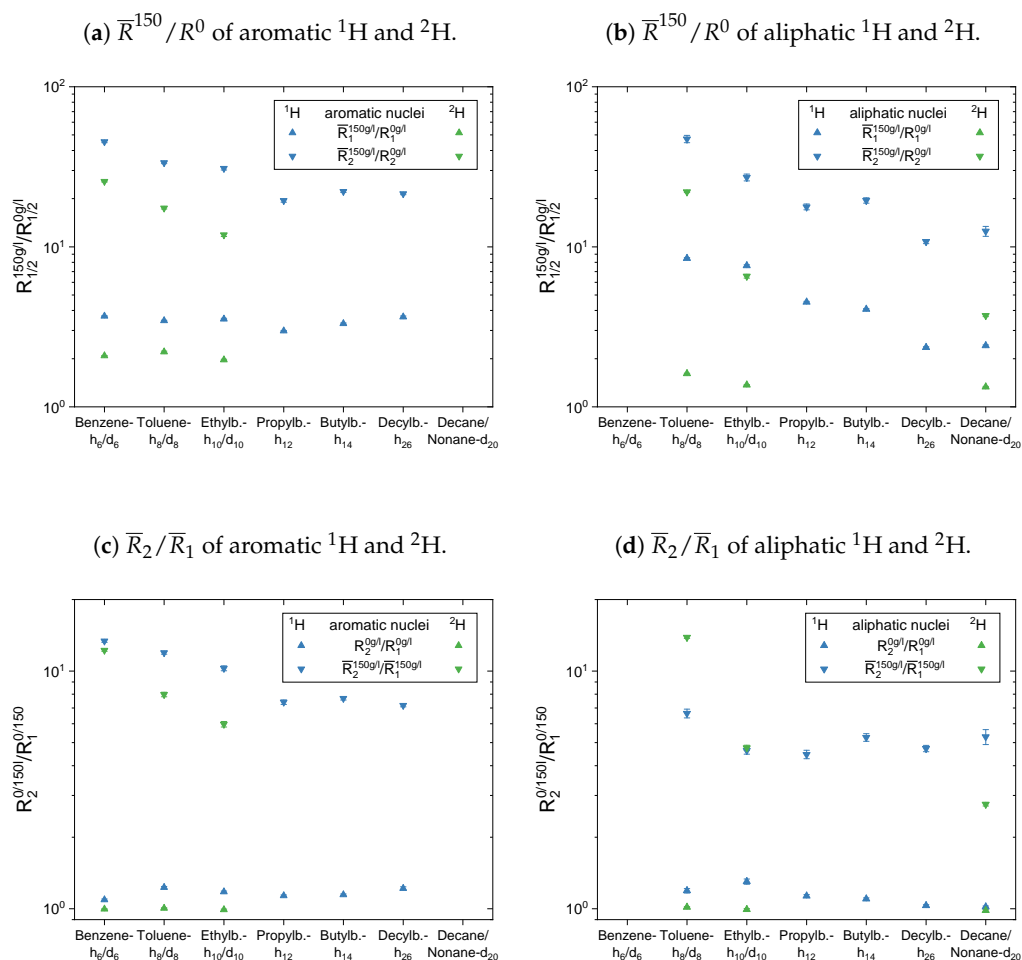 (a) R̅¹⁵⁰/R⁰ of aromatic ¹H and ²H.
10²
10¹
10⁰
R₁/₂^150g/l/R₁/₂^0g/l
¹H aromatic nuclei ²H
R̅₁^150g/l/R₁^0g/l
R̅₂^150g/l/R₂^0g/l
Benzene- Toluene- Ethylb.- Propylb.- Butylb.- Decylb.- Decane/
h₆/d₆ h₈/d₈ h₁₀/d₁₀ h₁₂ h₁₄ h₂₆ Nonane-d₂₀
(b) R̅¹⁵⁰/R⁰ of aliphatic ¹H and ²H.
10²
10¹
10⁰
R₁/₂^150g/l/R₁/₂^0g/l
¹H aliphatic nuclei ²H
R̅₁^150g/l/R₁^0g/l
R̅₂^150g/l/R₂^0g/l
Benzene- Toluene- Ethylb.- Propylb.- Butylb.- Decylb.- Decane/
h₆/d₆ h₈/d₈ h₁₀/d₁₀ h₁₂ h₁₄ h₂₆ Nonane-d₂₀
(c) R̅₂/R̅₁ of aromatic ¹H and ²H.
10¹
10⁰
R₂^0/150l/R₁^0/150
¹H aromatic nuclei ²H
R₂^0g/l/R₁^0g/l
R̅₂^150g/l/R̅₁^150g/l
Benzene- Toluene- Ethylb.- Propylb.- Butylb.- Decylb.- Decane/
h₆/d₆ h₈/d₈ h₁₀/d₁₀ h₁₂ h₁₄ h₂₆ Nonane-d₂₀
(d) R̅₂/R̅₁ of aliphatic ¹H and ²H.
10¹
10⁰
R₂^0/150l/R₁^0/150
¹H aliphatic nuclei ²H
R₂^0g/l/R₁^0g/l
R̅₂^150g/l/R̅₁^150g/l
Benzene- Toluene- Ethylb.- Propylb.- Butylb.- Decylb.- Decane/
h₆/d₆ h₈/d₈ h₁₀/d₁₀ h₁₂ h₁₄ h₂₆ Nonane-d₂₀